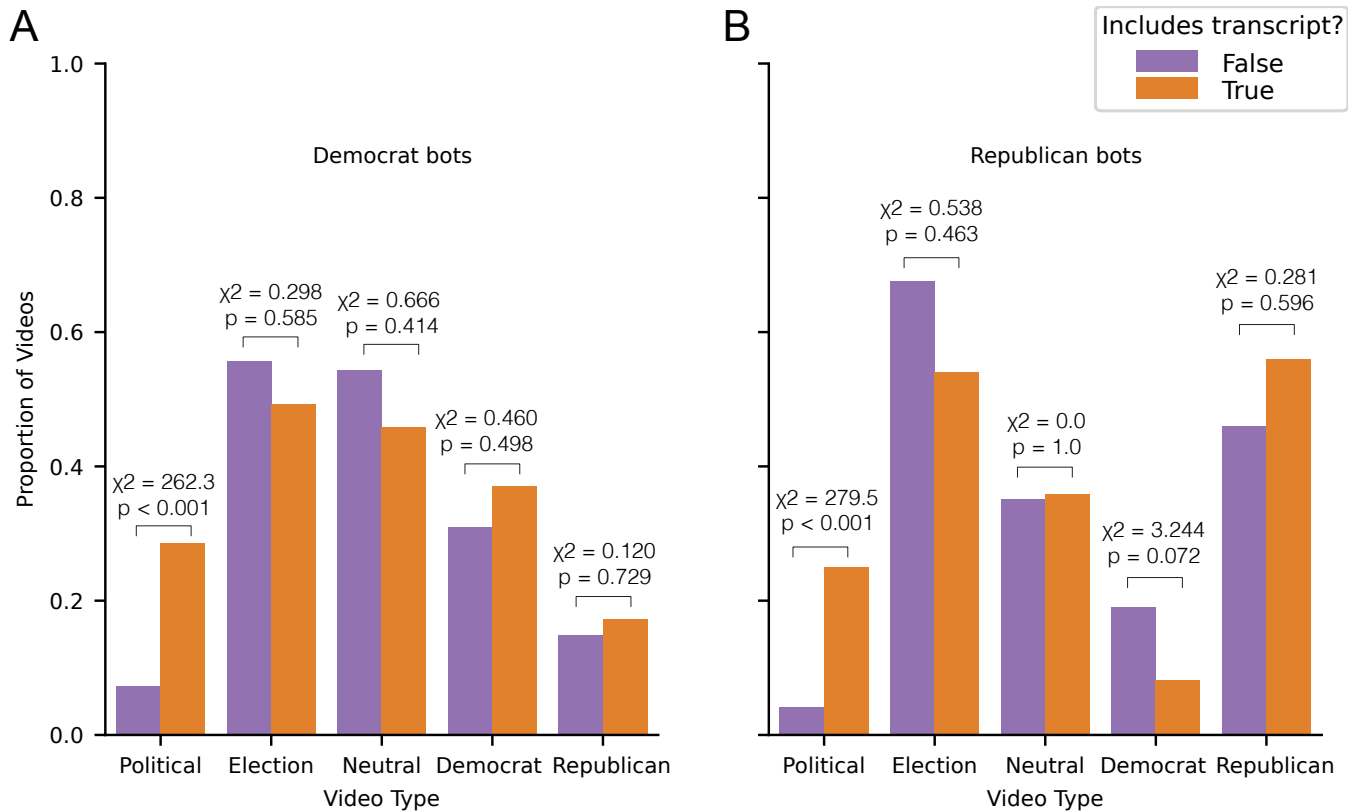 A
B
Includes transcript?
False
True
Democrat bots
Republican bots
Proportion of Videos
1.0
0.8
0.6
0.4
0.2
0.0
χ2 = 262.3
p < 0.001
χ2 = 0.298
p = 0.585
χ2 = 0.666
p = 0.414
χ2 = 0.460
p = 0.498
χ2 = 0.120
p = 0.729
χ2 = 279.5
p < 0.001
χ2 = 0.538
p = 0.463
χ2 = 0.0
p = 1.0
χ2 = 3.244
p = 0.072
χ2 = 0.281
p = 0.596
Political Election Neutral Democrat Republican
Video Type
Political Election Neutral Democrat Republican
Video Type